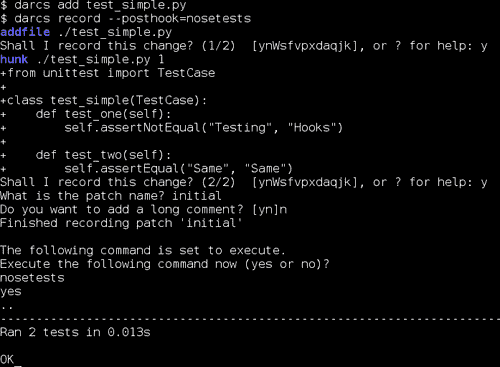 $ darcs add test_simple.py
$ darcs record --posthook=nosetests
addfile ./test_simple.py
Shall I record this change? (1/2)  [ynWsfvpxdaqjk], or ? for help: y
hunk ./test_simple.py 1
+from unittest import TestCase
+
+class test_simple(TestCase):
+    def test_one(self):
+        self.assertNotEqual("Testing", "Hooks")
+
+    def test_two(self):
+        self.assertEqual("Same", "Same")
Shall I record this change? (2/2)  [ynWsfvpxdaqjk], or ? for help: y
What is the patch name? initial
Do you want to add a long comment? [yn]n
Finished recording patch 'initial'

The following command is set to execute.
Execute the following command now (yes or no)?
nosetests
yes
..
----------------------------------------------------------------------
Ran 2 tests in 0.013s

OK_